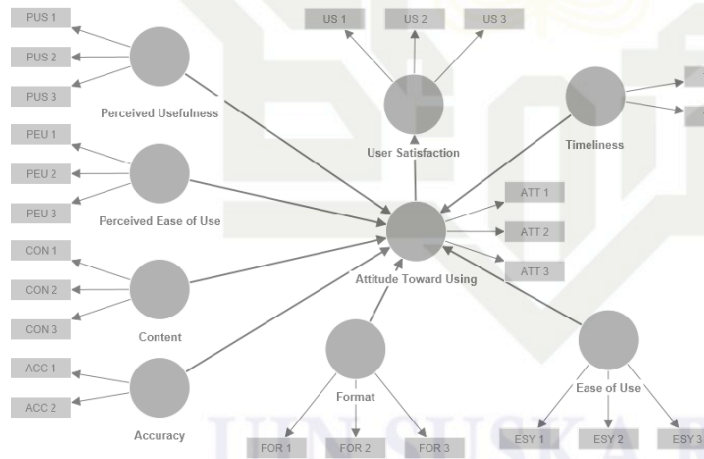 PUS 1
PUS 2
PUS 3
Perceived Usefulness
US 1
US 2
US 3
User Satisfaction
Timeliness
PEU 1
PEU 2
PEU 3
Perceived Ease of Use
ATT 1
ATT 2
ATT 3
Attitude Toward Using
CON 1
CON 2
CON 3
Content
ACC 1
ACC 2
Accuracy
Format
FOR 1
FOR 2
FOR 3
Ease of Use
ESY 1
ESY 2
ESY 3
UIN SUSKA R